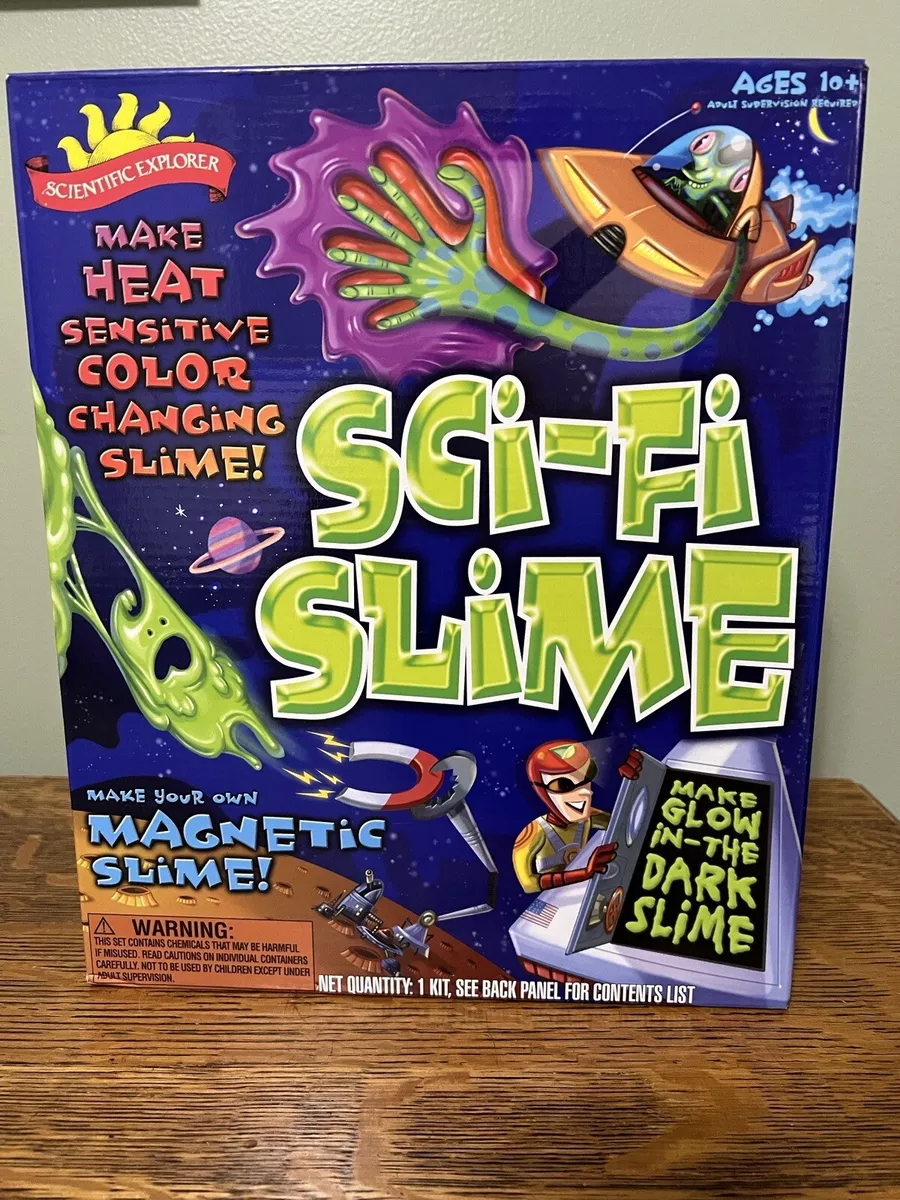 AGES 10+
ADULT SUPERVISION REQUIRED
SCIENTIFIC EXPLORER
MAKE
HEAT
SENSITIVE
COLOR
CHANGING
SLIME!
SCI-FI
SLIME
MAKE YOUR OWN
MAGNETIC
SLIME!
MAKE
GLOW
IN-THE
DARK
SLIME
WARNING:
THIS SET CONTAINS CHEMICALS THAT MAY BE HARMFUL
IF MISUSED. READ CAUTIONS ON INDIVIDUAL CONTAINERS
CAREFULLY. NOT TO BE USED BY CHILDREN EXCEPT UNDER
ADULT SUPERVISION.
NET QUANTITY: 1 KIT, SEE BACK PANEL FOR CONTENTS LIST